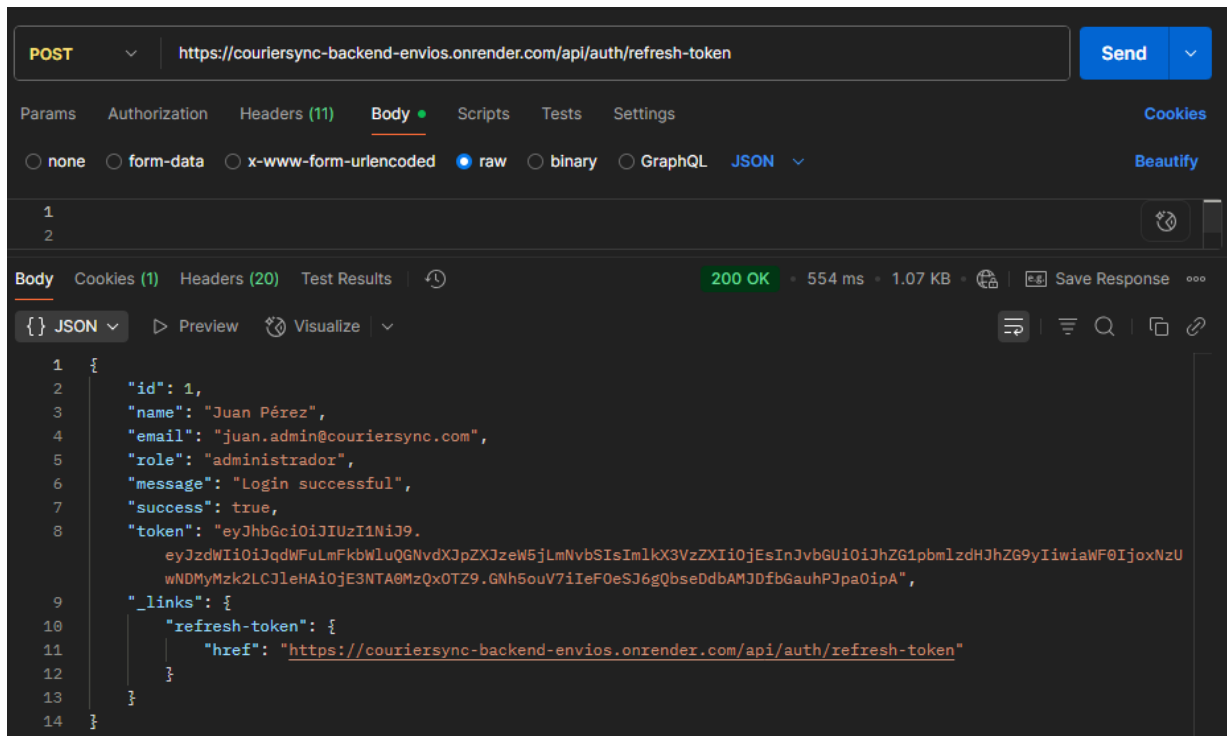 POST https://couriersync-backend-envios.onrender.com/api/auth/refresh-token Send
Params Authorization Headers (11) Body Scripts Tests Settings Cookies
none form-data x-www-form-urlencoded raw binary GraphQL JSON Beautify
1
2
Body Cookies (1) Headers (20) Test Results 200 OK • 554 ms • 1.07 KB • e.g. Save Response
{} JSON Preview Visualize
1 {
2 "id": 1,
3 "name": "Juan Pérez",
4 "email": "juan.admin@couriersync.com",
5 "role": "administrador",
6 "message": "Login successful",
7 "success": true,
8 "token": "eyJhbGciOiJIUzI1NiJ9.
eyJzdWIiOiJqdWFuLmFkbWluQGNvdXJpZXJzeW5jLmNvbSIsImlkX3VzZXIiOjEsInJvbGUiOiJhZG1pbmlzdHJhZG9yIiwiaWF0IjoxNzU
wNDMyMzk2LCJleHAiOjE3NTA0MzQxOTZ9.GNh5ouV7iIeFOeSJ6gQbseDdbAMJDfbGauhPJpaOipA",
9 "_links": {
10 "refresh-token": {
11 "href": "https://couriersync-backend-envios.onrender.com/api/auth/refresh-token"
12 }
13 }
14 }